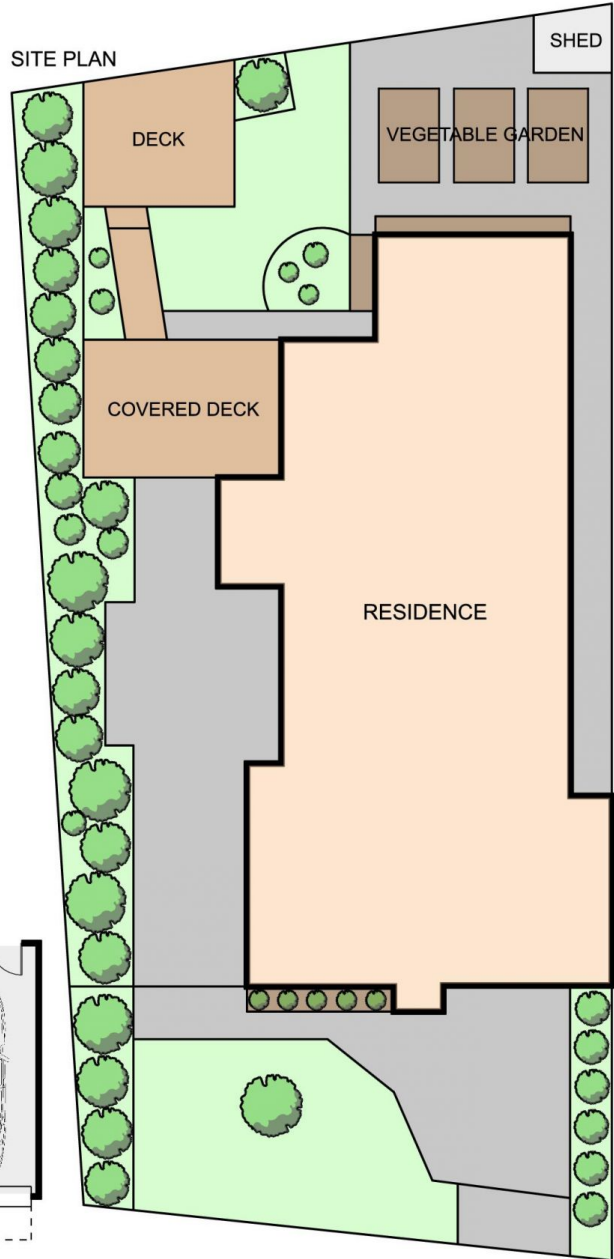 SITE PLAN
SHED
DECK
VEGETABLE GARDEN
COVERED DECK
RESIDENCE